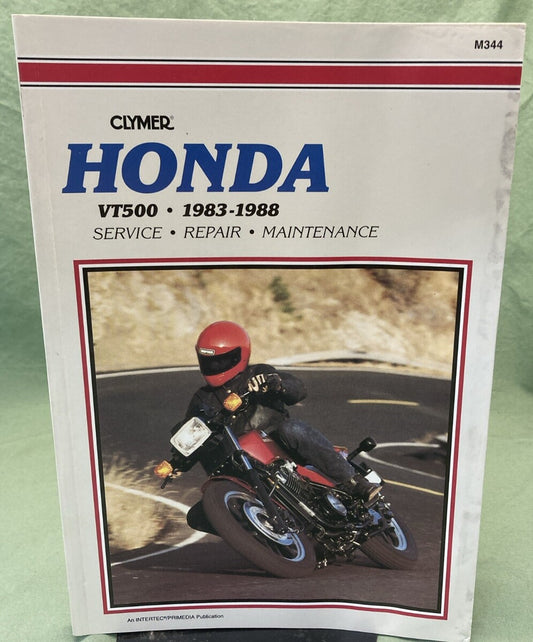 M344
CLYMER®
HONDA
VT500 • 1983-1988
SERVICE • REPAIR • MAINTENANCE
An INTERTEC®/PRIMEDIA Publication